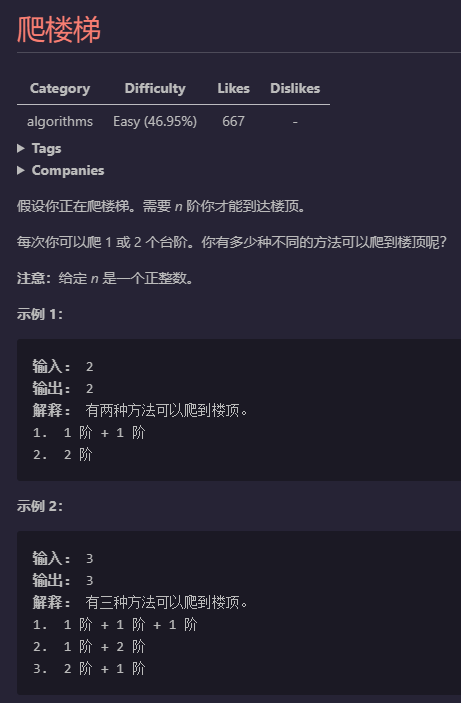 爬楼梯
Category Difficulty Likes Dislikes
algorithms Easy (46.95%) 667 -
▶ Tags
▶ Companies
假设你正在爬楼梯。需要 n 阶你才能到达楼顶。
每次你可以爬 1 或 2 个台阶。你有多少种不同的方法可以爬到楼顶呢?
注意：给定 n 是一个正整数。
示例 1：
输入： 2
输出： 2
解释： 有两种方法可以爬到楼顶。
1. 1 阶 + 1 阶
2. 2 阶
示例 2：
输入： 3
输出： 3
解释： 有三种方法可以爬到楼顶。
1. 1 阶 + 1 阶 + 1 阶
2. 1 阶 + 2 阶
3. 2 阶 + 1 阶